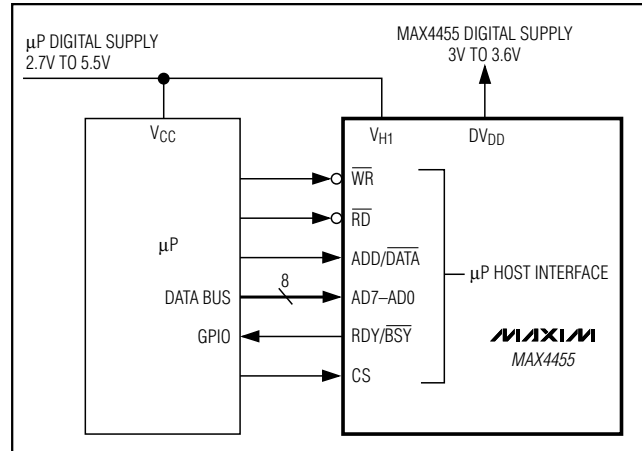 µP DIGITAL SUPPLY
2.7V TO 5.5V
MAX4455 DIGITAL SUPPLY
3V TO 3.6V
VCC
VH1
DVDD
WR
RD
µP
ADD/DATA
µP HOST INTERFACE
DATA BUS
8
AD7–AD0
GPIO
RDY/BSY
MAXIM
MAX4455
CS